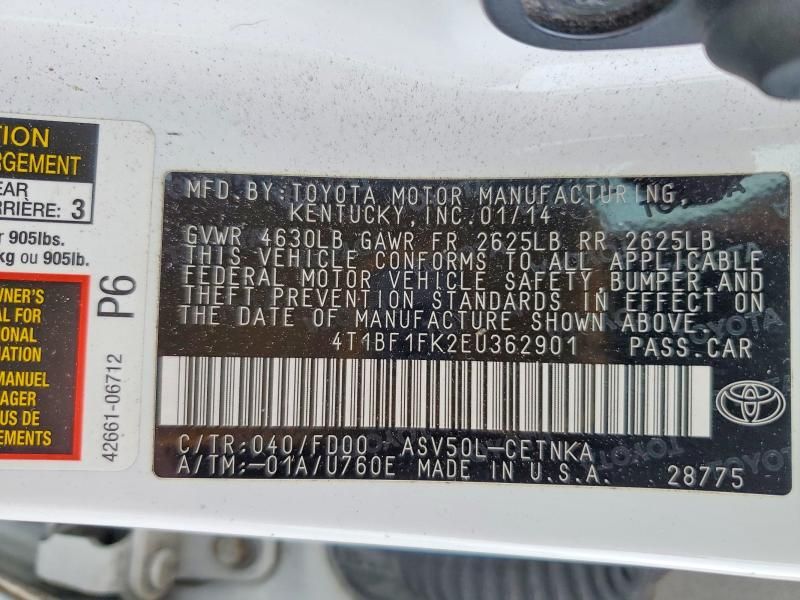 TION
RGEMENT
EAR
RRIÈRE: 3
r 905lbs.
kg ou 905lb.
WNER'S
AL FOR
IONAL
MATION
MANUEL
US DE
EMENTS
P6
42661-06712
MFD. BY: TOYOTA MOTOR MANUFACTURING,
KENTUCKY, INC. 01/14
GVWR 4630LB GAWR FR 2625LB RR 2625LB
THIS VEHICLE CONFORMS TO ALL APPLICABLE
FEDERAL MOTOR VEHICLE SAFETY, BUMPER AND
THEFT PREVENTION STANDARDS IN EFFECT ON
THE DATE OF MANUFACTURE SHOWN ABOVE.
4T1BF1FK2EU362901 PASS.CAR
C/TR: 040/FD00 ASV50L-CETNKA
A/TM:-01A/U760E MADE IN U.S.A. 28775